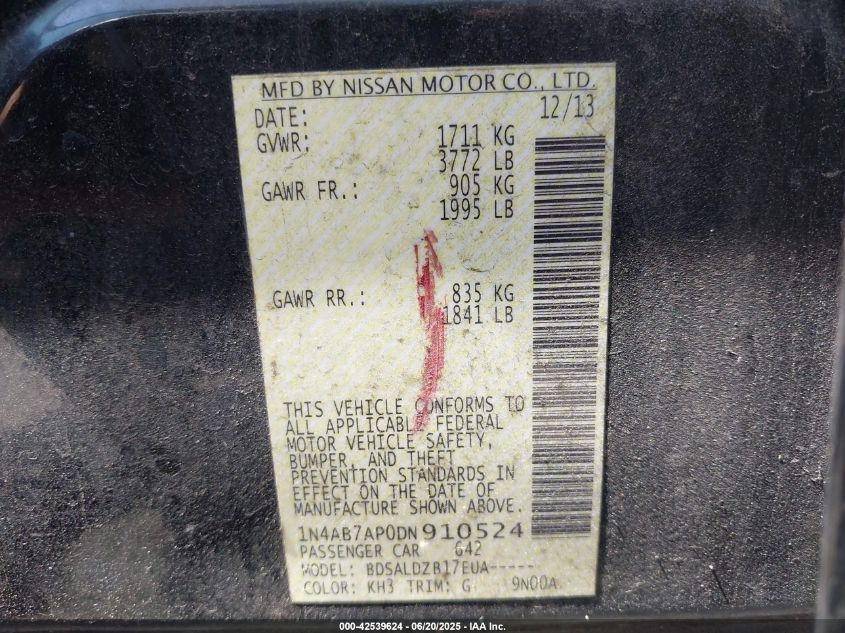 MFD BY NISSAN MOTOR CO., LTD.
DATE: 12/13
GVWR: 1711 KG
3772 LB
GAWR FR.: 905 KG
1995 LB
GAWR RR.: 835 KG
1841 LB
THIS VEHICLE CONFORMS TO
ALL APPLICABLE FEDERAL
MOTOR VEHICLE SAFETY,
BUMPER, AND THEFT
PREVENTION STANDARDS IN
EFFECT ON THE DATE OF
MANUFACTURE SHOWN ABOVE.
1N4AB7AP0DN910524
PASSENGER CAR 642
MODEL: BDSALDZB17EUA-----
COLOR: KH3 TRIM: G 9N00A
000-42539624 - 06/20/2025 - IAA Inc.